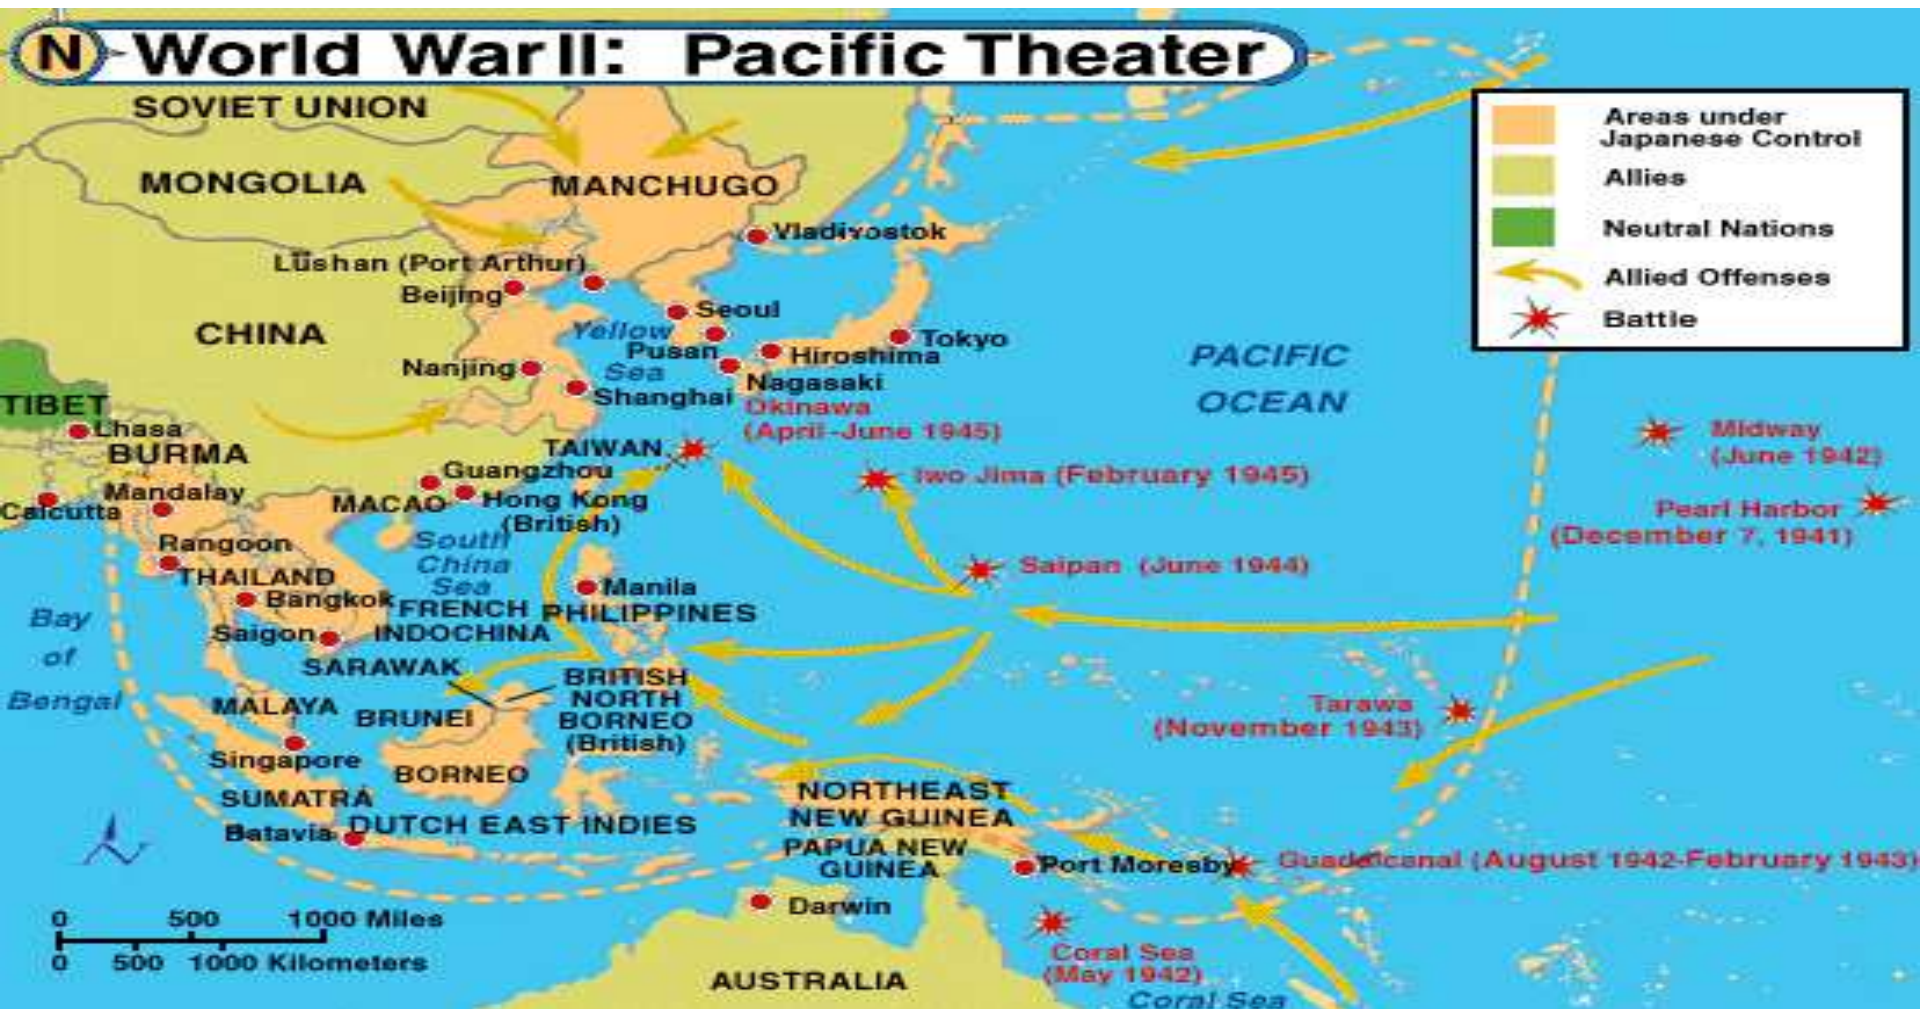 N World War II: Pacific Theater
SOVIET UNION
MONGOLIA
MANCHUGO
Vladivostok
Lüshan (Port Arthur)
Beijing
Seoul
CHINA
Yellow
Sea
Pusan
Tokyo
Hiroshima
Nanjing
Nagasaki
Shanghai
Okinawa
(April-June 1945)
TIBET
Lhasa
BURMA
TAIWAN
Guangzhou
Mandalay
MACAO
Hong Kong
(British)
Calcutta
Iwo Jima (February 1945)
Rangoon
South
China
Sea
THAILAND
Bangkok
Manila
Saipan (June 1944)
FRENCH
INDOCHINA
PHILIPPINES
Saigon
Bay
of
Bengal
SARAWAK
BRITISH
NORTH
BORNEO
(British)
MALAYA
BRUNEI
Singapore
BORNEO
SUMATRA
Batavia
DUTCH EAST INDIES
NORTHEAST
NEW GUINEA
PAPUA NEW
GUINEA
Port Moresby
Guadalcanal (August 1942-February 1943)
Darwin
Coral Sea
(May 1942)
Coral Sea
AUSTRALIA
Tarawa
(November 1943)
PACIFIC
OCEAN
Midway
(June 1942)
Pearl Harbor
(December 7, 1941)
Areas under
Japanese Control
Allies
Neutral Nations
Allied Offenses
Battle
0 500 1000 Miles
0 500 1000 Kilometers